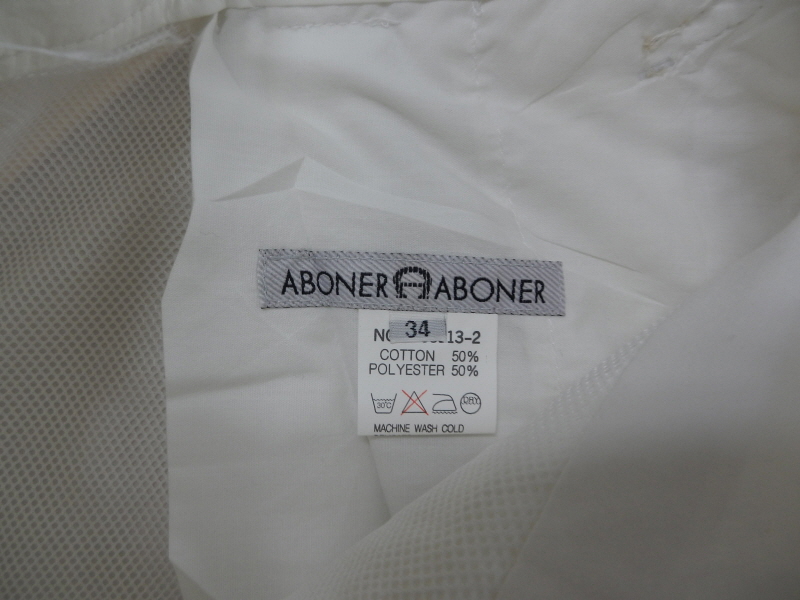 ABONER ABONER
34
13-2
COTTON 50%
POLYESTER 50%
30°C DRY
MACHINE WASH COLD